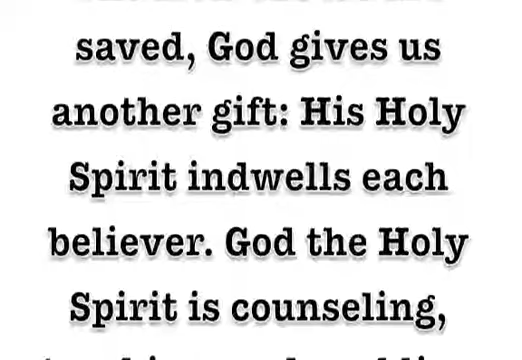 saved, God gives us
another gift: His Holy
Spirit indwells each
believer. God the Holy
Spirit is counseling,